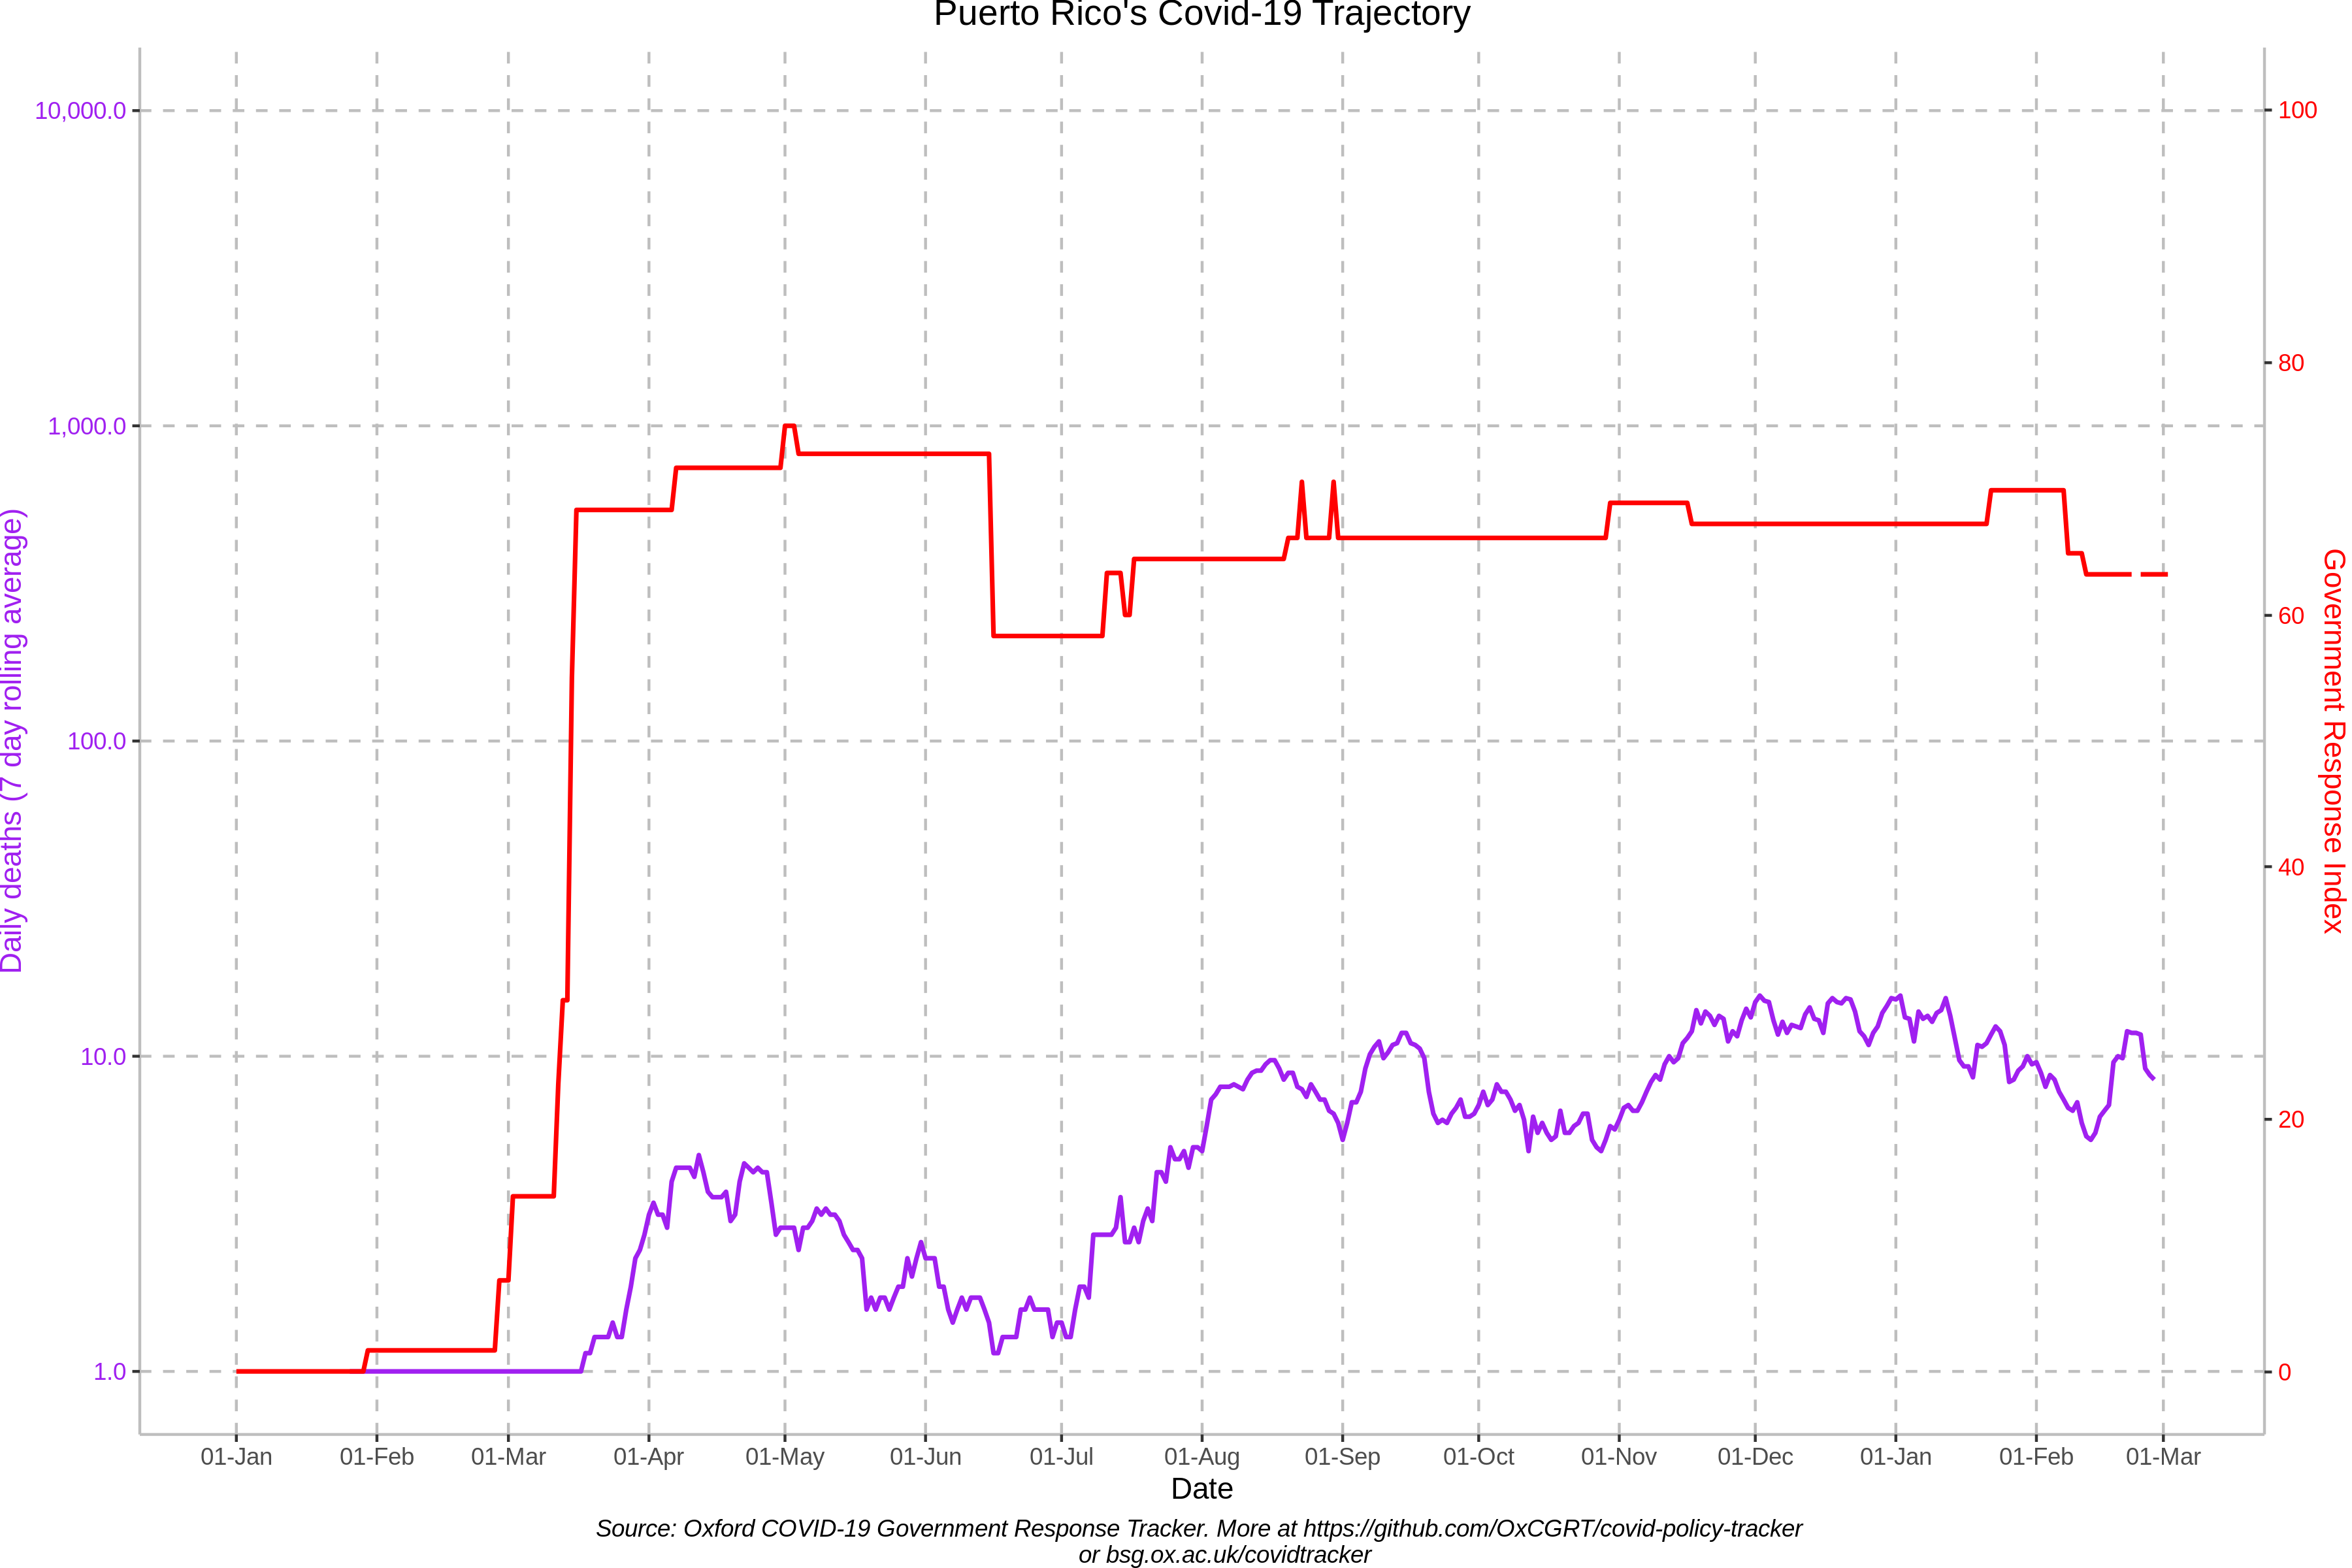 Puerto Rico's Covid-19 Trajectory
10,000.0
1,000.0
100.0
10.0
1.0
Daily deaths (7 day rolling average)
100
80
60
40
20
0
Government Response Index
01-Jan
01-Feb
01-Mar
01-Apr
01-May
01-Jun
01-Jul
01-Aug
01-Sep
01-Oct
01-Nov
01-Dec
01-Jan
01-Feb
01-Mar
Date
Source: Oxford COVID-19 Government Response Tracker. More at https://github.com/OxCGRT/covid-policy-tracker
or bsg.ox.ac.uk/covidtracker